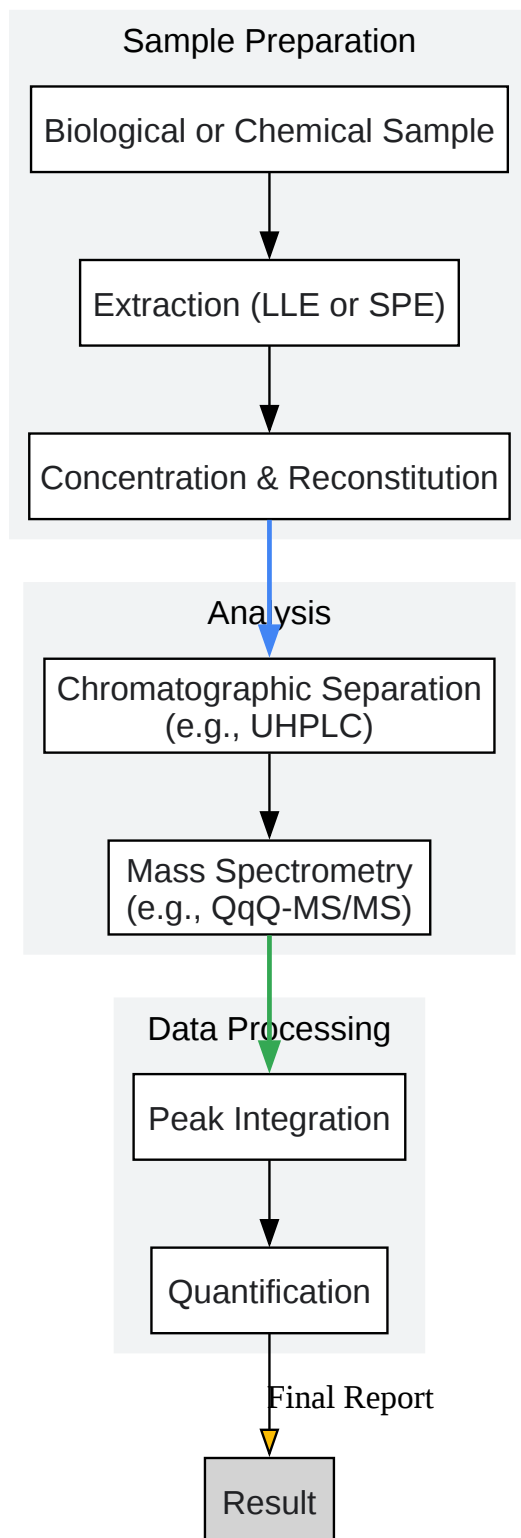 Sample Preparation
Biological or Chemical Sample
Extraction (LLE or SPE)
Concentration & Reconstitution
Analysis
Chromatographic Separation
(e.g., UHPLC)
Mass Spectrometry
(e.g., QqQ-MS/MS)
Data Processing
Peak Integration
Quantification
Final Report
Result